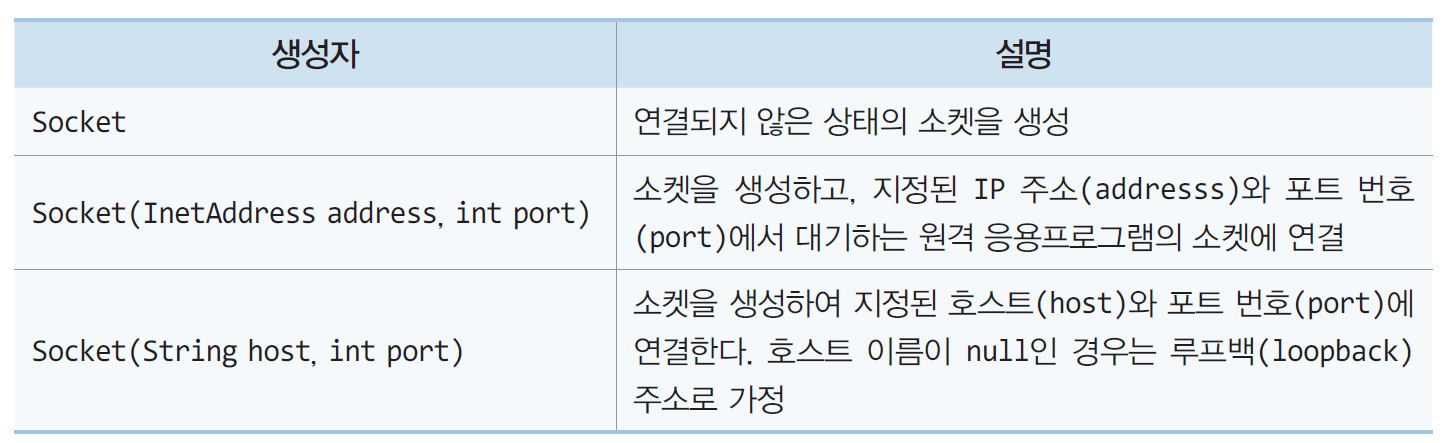 생성자 설명
Socket 연결되지 않은 상태의 소켓을 생성
Socket(InetAddress address, int port) 소켓을 생성하고, 지정된 IP 주소(addresss)와 포트 번호
(port)에서 대기하는 원격 응용프로그램의 소켓에 연결
Socket(String host, int port) 소켓을 생성하여 지정된 호스트(host)와 포트 번호(port)에
연결한다. 호스트 이름이 null인 경우는 루프백(loopback)
주소로 가정